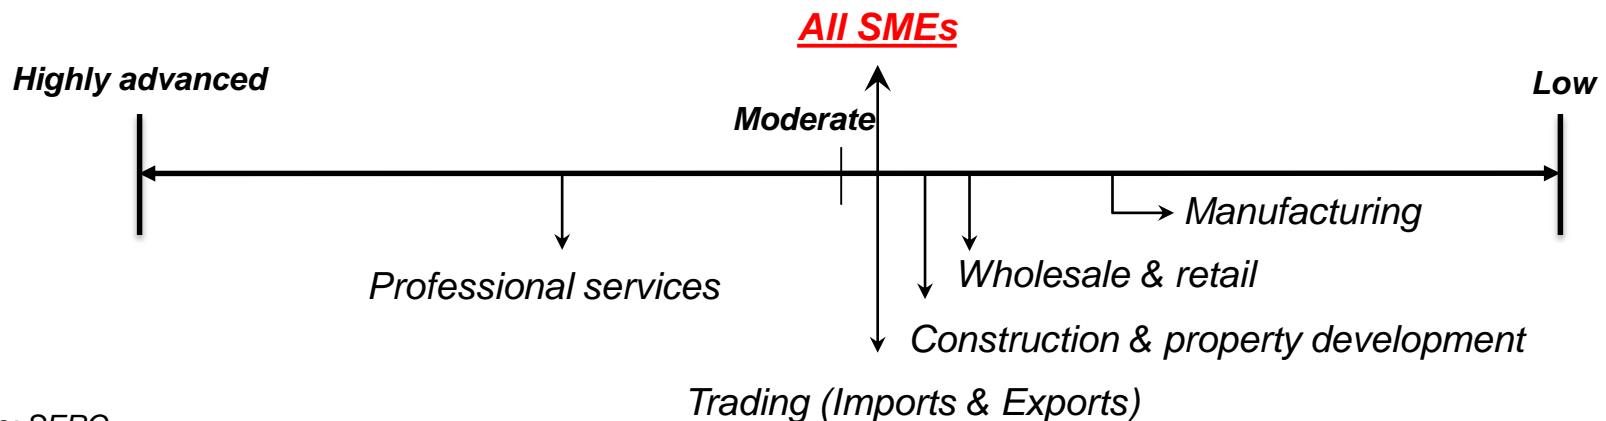 All SMEs
Highly advanced
Low
Moderate
Manufacturing
Wholesale & retail
Professional services
Construction & property development
Trading (Imports & Exports)